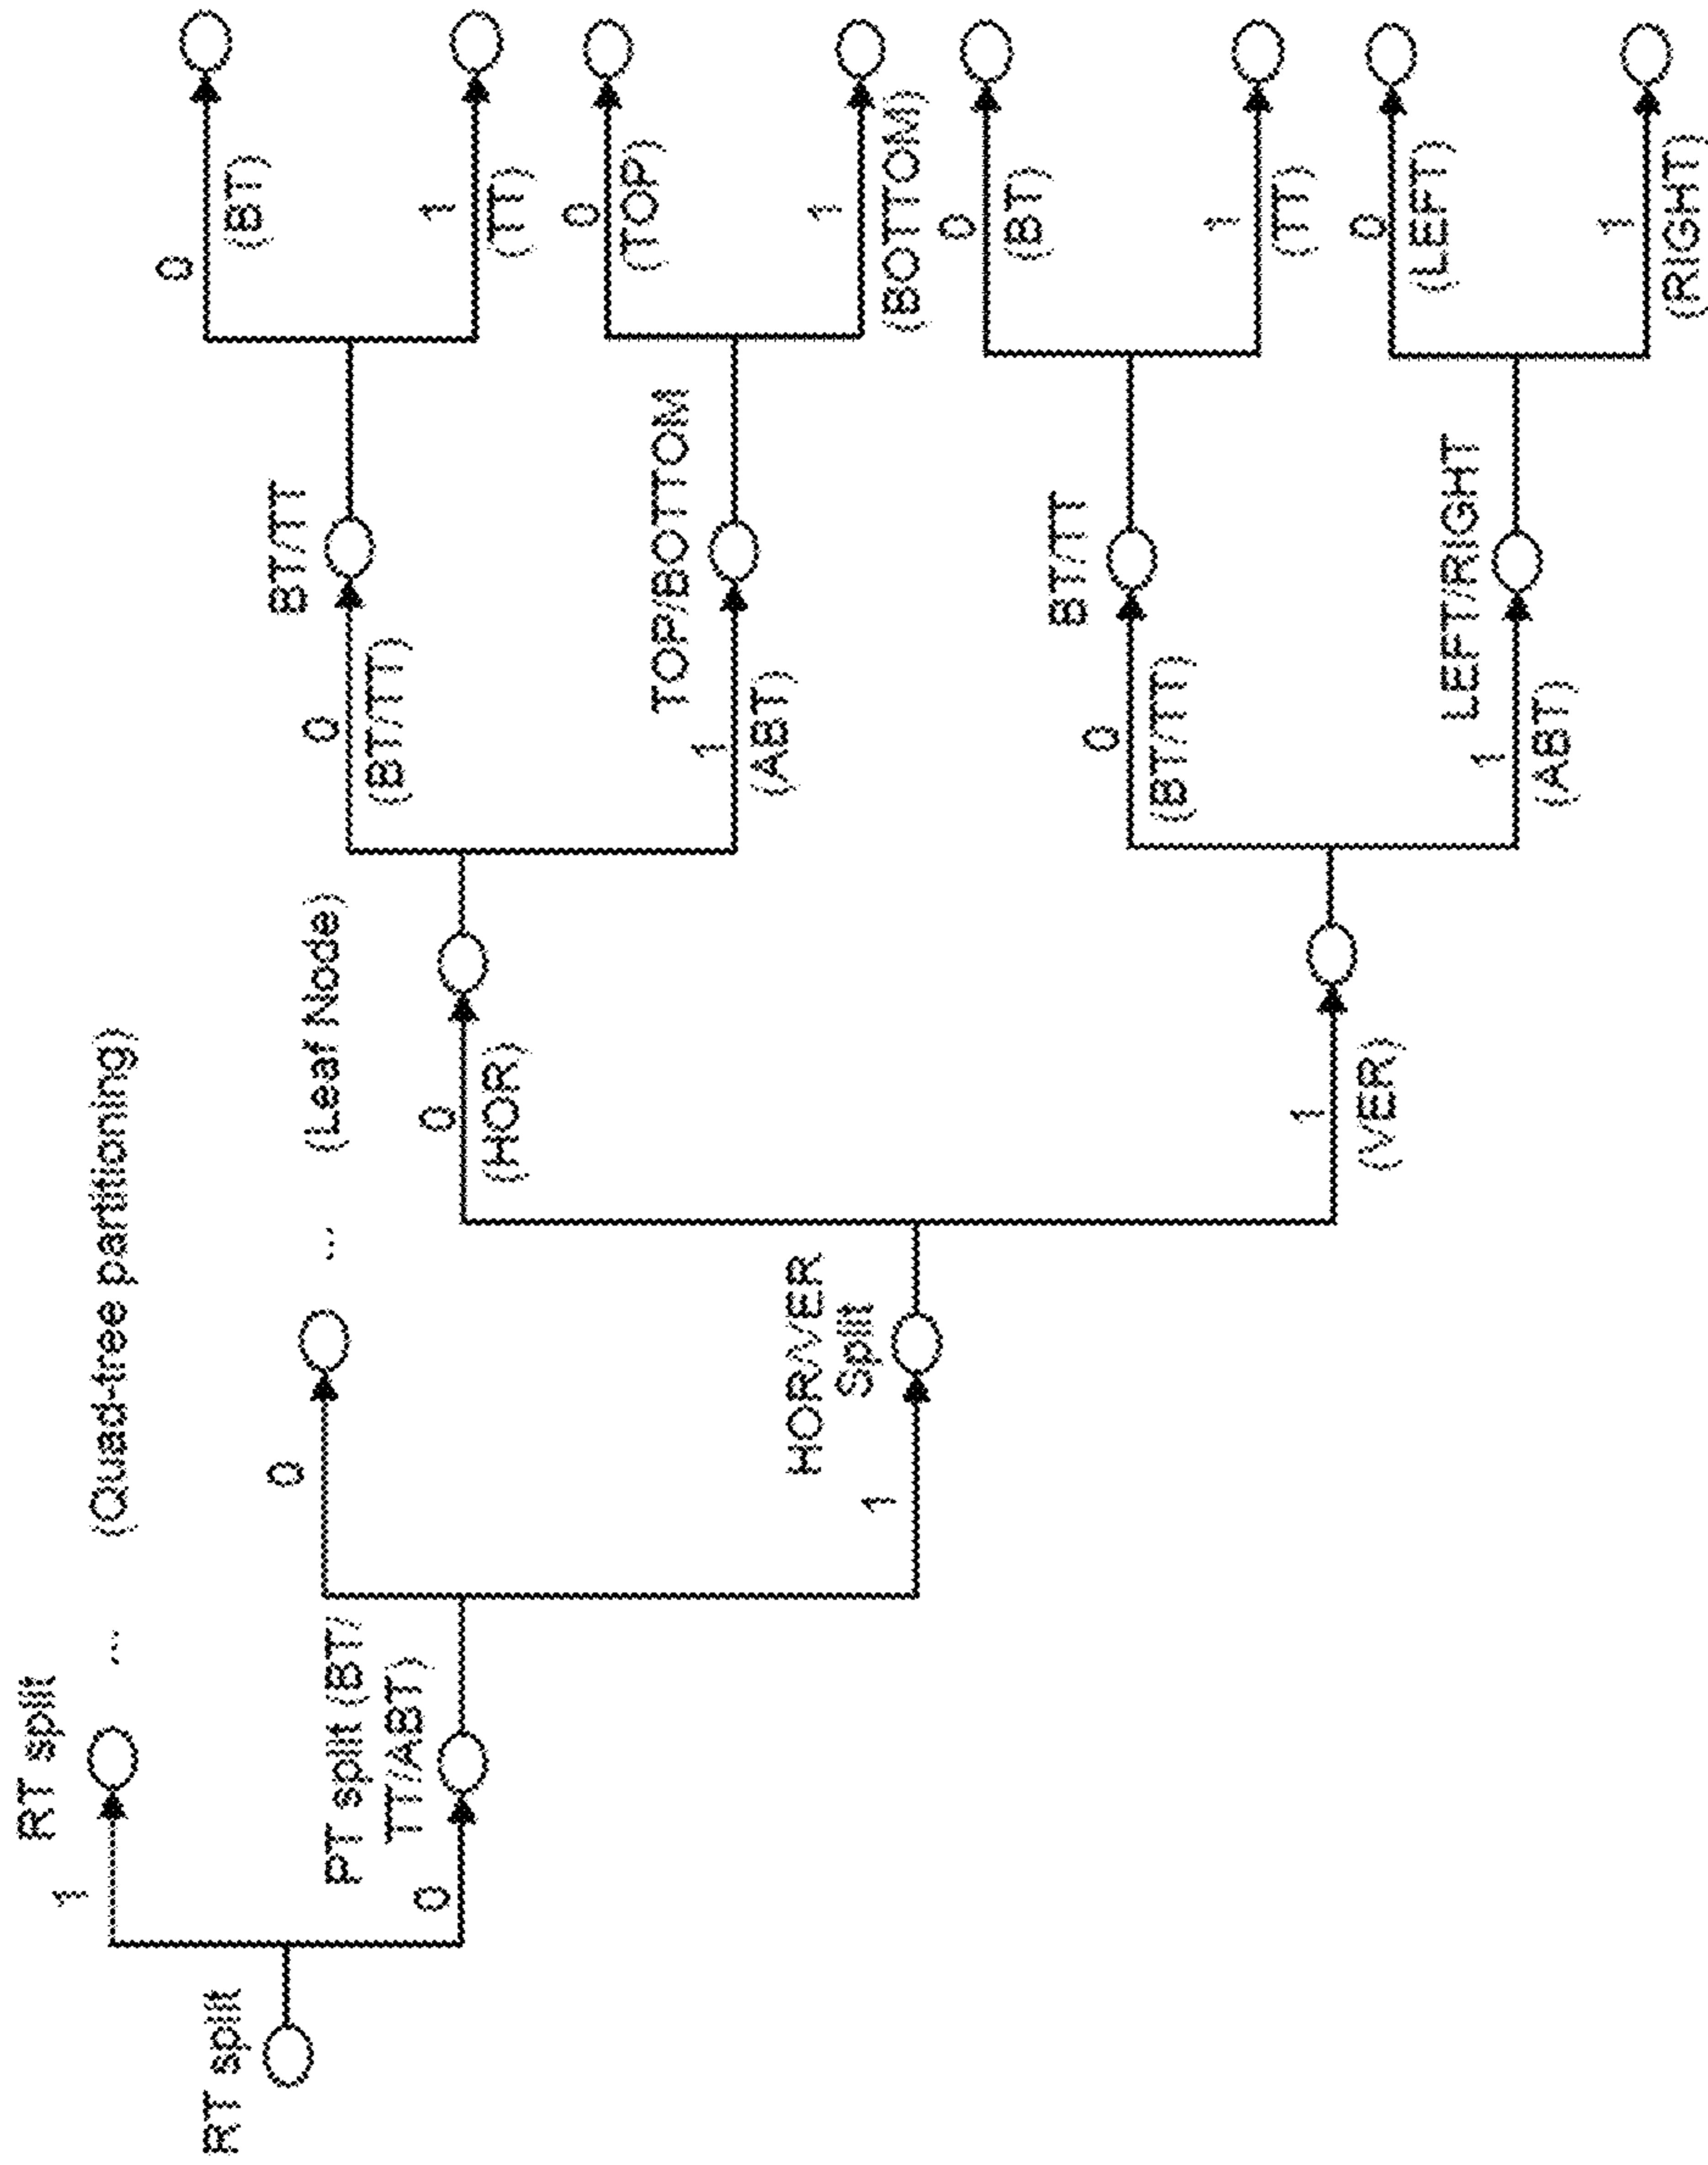 RT split
1
RT split
...
(Quad-tree partitioning)
0
PT split (BT/
TT/ABT)
0
...
(Leaf Node)
1
HOR/VER
Split
0
(HOR)
1
(VER)
0
(BT/TT)
BT/TT
1
(ABT)
TOP/BOTTOM
0
(BT/TT)
BT/TT
1
(ABT)
LEFT/RIGHT
0
(BT)
1
(TT)
0
(TOP)
1
(BOTTOM)
0
(BT)
1
(TT)
0
(LEFT)
1
(RIGHT)